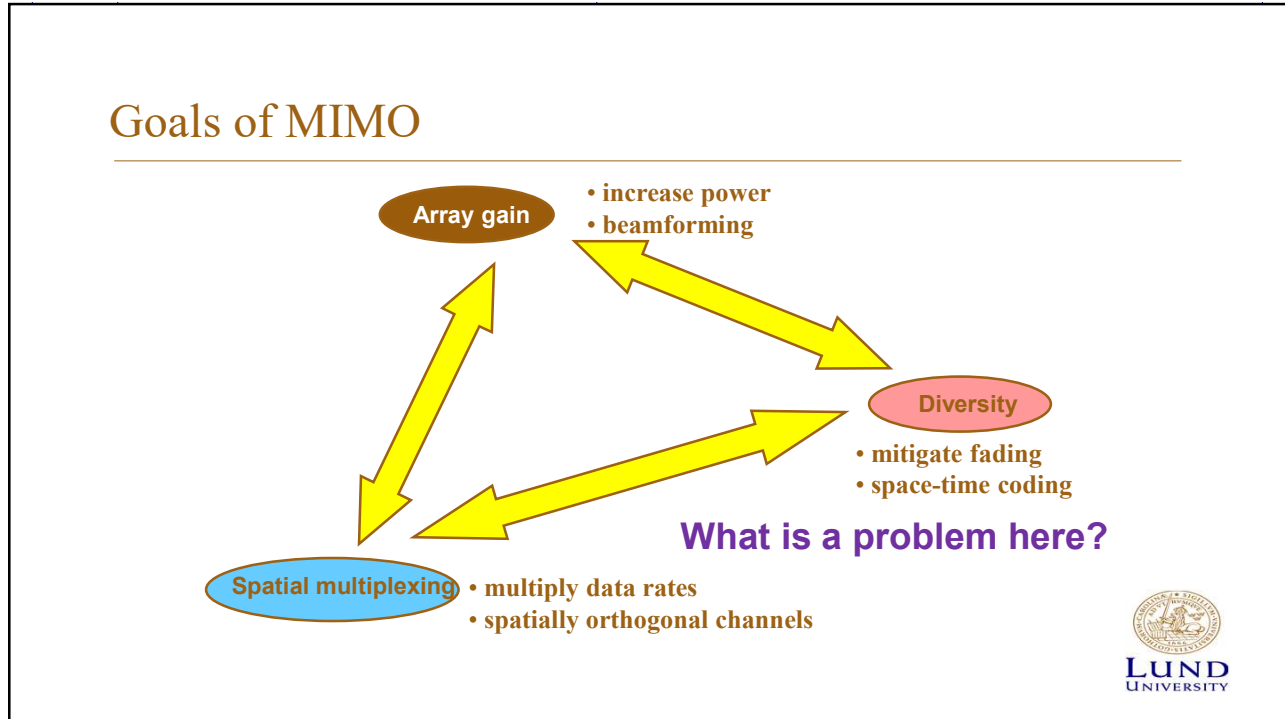 Goals of MIMO
Array gain
• increase power
• beamforming
Diversity
• mitigate fading
• space-time coding
What is a problem here?
Spatial multiplexing
• multiply data rates
• spatially orthogonal channels
LUND
UNIVERSITY